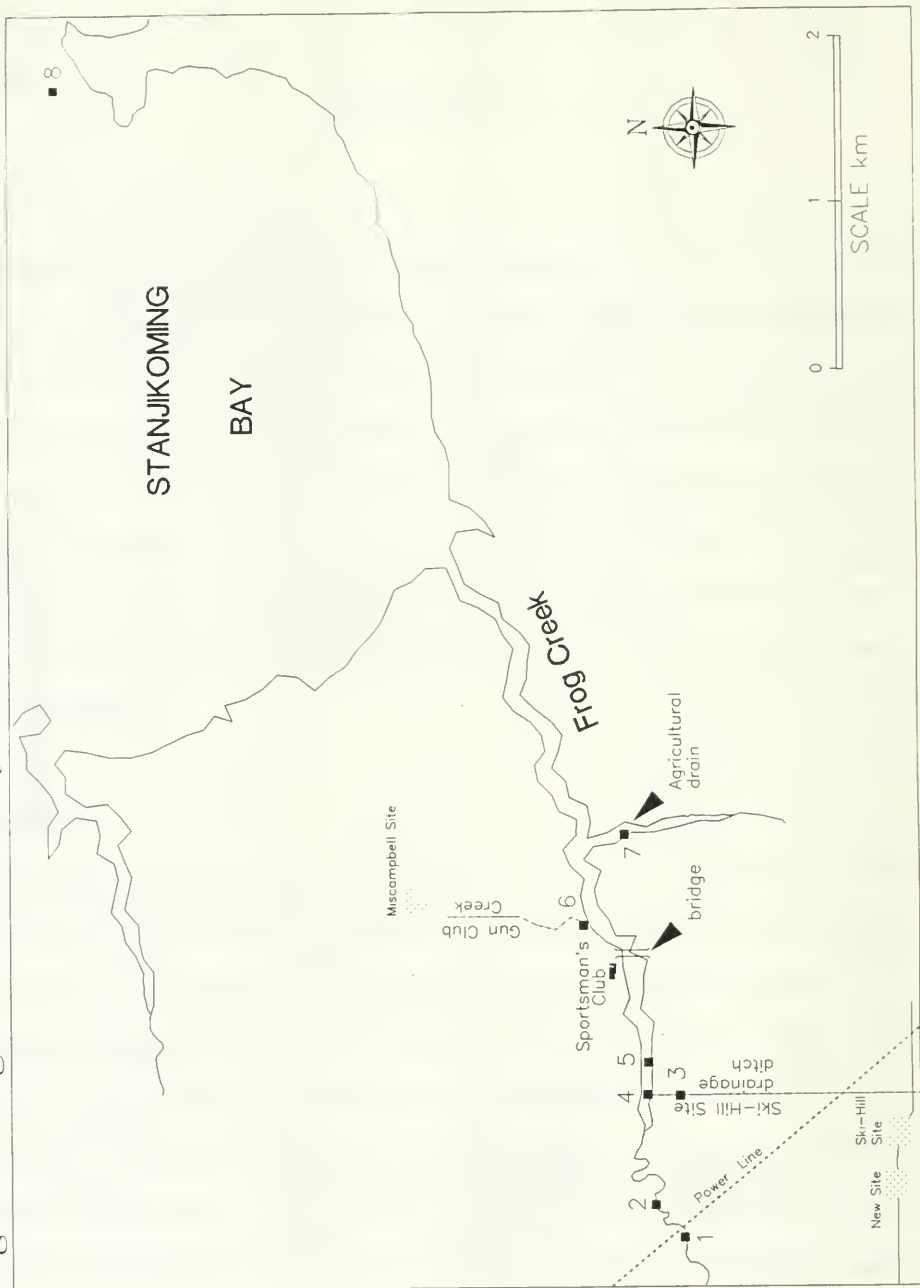 8
STANJIKOMING
BAY
N
2
1
0
SCALE km
Frog Creek
Miscampbell Site
Gun Club
Creek
6
Sportsman's
Club
Agricultural
drain
7
bridge
5
4
3
Ski-Hill Site
drainage
ditch
2
1
Power Line
Ski-Hill
Site
New Site